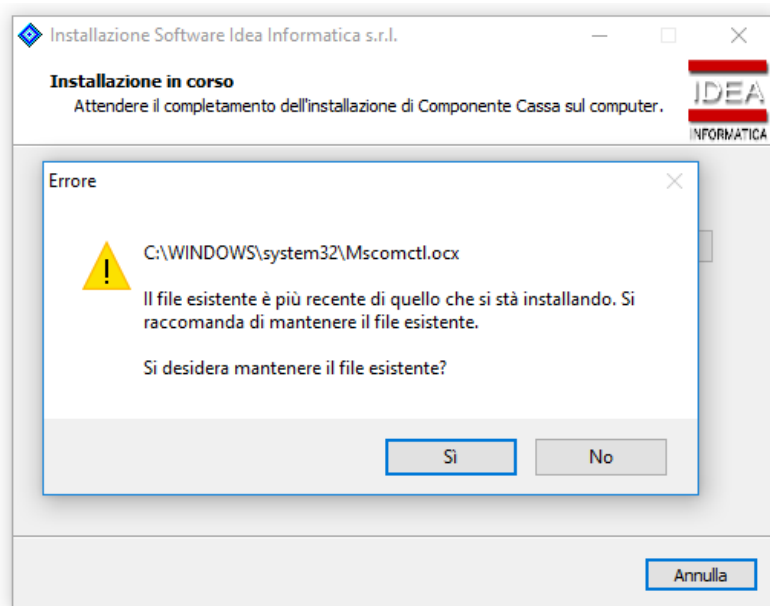 Installazione Software Idea Informatica s.r.l.
Installazione in corso
Attendere il completamento dell'installazione di Componente Cassa sul computer.
IDEA
INFORMATICA
Errore
C:\WINDOWS\system32\Mscomctl.ocx
Il file esistente è più recente di quello che si stà installando. Si
raccomanda di mantenere il file esistente.
Si desidera mantenere il file esistente?
Sì
No
Annulla